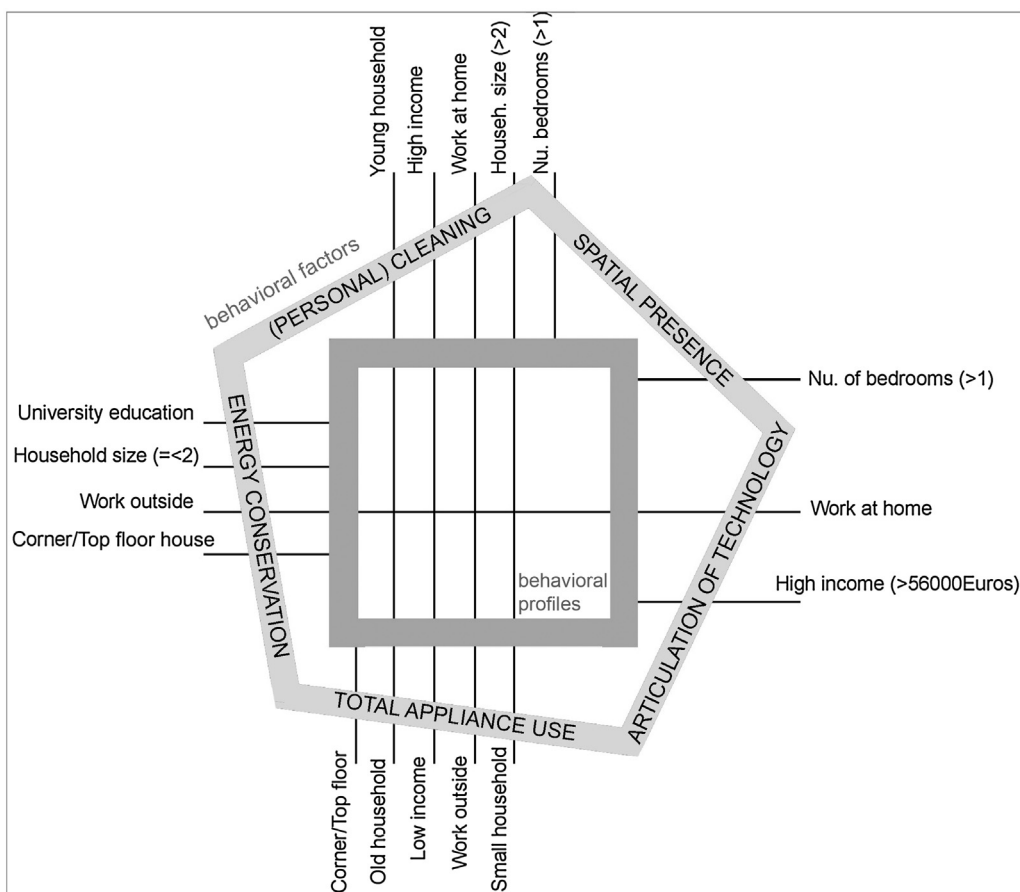 Young household
High income
Work at home
Househ. size (>2)
Nu. bedrooms (>1)
behavioral factors
(PERSONAL) CLEANING
SPATIAL PRESENCE
Nu. of bedrooms (>1)
University education
Household size (=<2)
Work outside
Corner/Top floor house
ENERGY CONSERVATION
Work at home
High income (>56000Euros)
ARTICULATION OF TECHNOLOGY
behavioral
profiles
TOTAL APPLIANCE USE
Corner/Top floor
Old household
Low income
Work outside
Small household